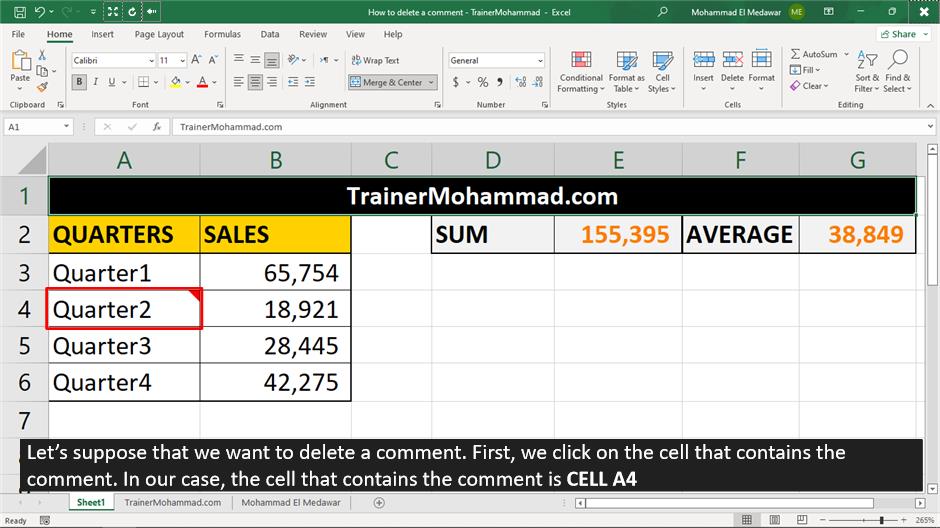 How to delete a comment - TrainerMohammad - Excel
Mohammad El Medawar ME
File Home Insert Page Layout Formulas Data Review View Help Share
Calibri 11 A^ Aˇ Wrap Text General AutoSum
Paste B I U A Merge & Center $ % Conditional Formatting Format as Table Cell Styles Insert Delete Format Fill Clear Sort & Filter Find & Select
Clipboard Font Alignment Number Styles Cells Editing
A1 fx TrainerMohammad.com
A B C D E F G
1 TrainerMohammad.com
2 QUARTERS SALES SUM 155,395 AVERAGE 38,849
3 Quarter1 65,754
4 Quarter2 18,921
5 Quarter3 28,445
6 Quarter4 42,275
7
Let's suppose that we want to delete a comment. First, we click on the cell that contains the
comment. In our case, the cell that contains the comment is CELL A4
Sheet1 TrainerMohammad.com Mohammad El Medawar
Ready 265%